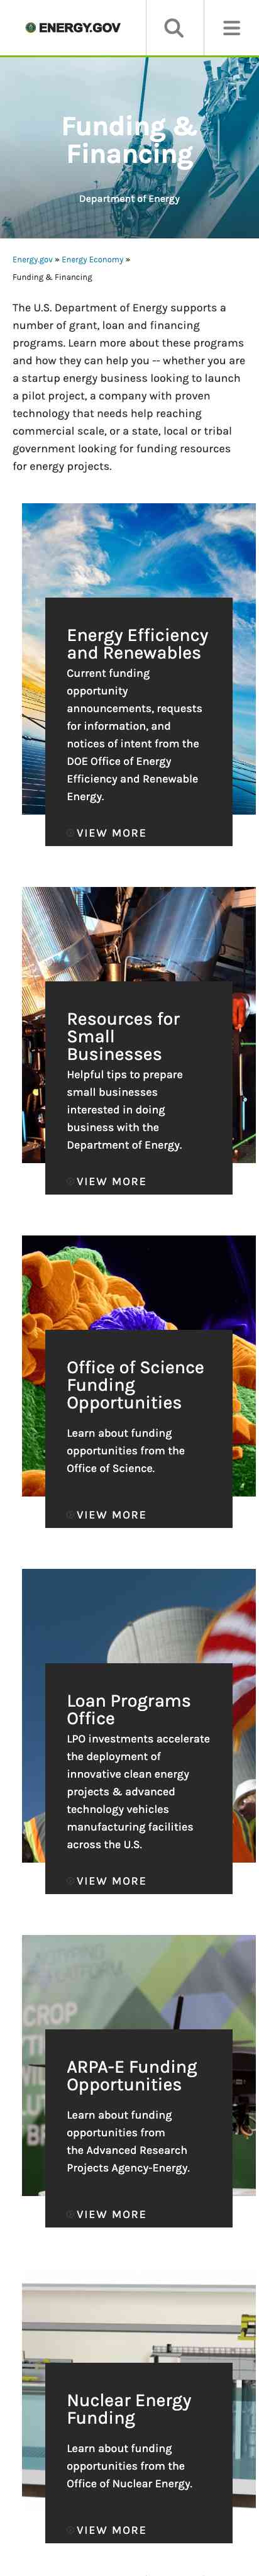 ENERGY.GOV
Funding &
Financing
Department of Energy
Energy.gov » Energy Economy »
Funding & Financing
The U.S. Department of Energy supports a
number of grant, loan and financing
programs. Learn more about these programs
and how they can help you -- whether you are
a startup energy business looking to launch
a pilot project, a company with proven
technology that needs help reaching
commercial scale, or a state, local or tribal
government looking for funding resources
for energy projects.
Energy Efficiency
and Renewables
Current funding
opportunity
announcements, requests
for information, and
notices of intent from the
DOE Office of Energy
Efficiency and Renewable
Energy.
VIEW MORE
Resources for
Small
Businesses
Helpful tips to prepare
small businesses
interested in doing
business with the
Department of Energy.
VIEW MORE
Office of Science
Funding
Opportunities
Learn about funding
opportunities from the
Office of Science.
VIEW MORE
Loan Programs
Office
LPO investments accelerate
the deployment of
innovative clean energy
projects & advanced
technology vehicles
manufacturing facilities
across the U.S.
VIEW MORE
CROP
ARPA-E Funding
Opportunities
Learn about funding
opportunities from
the Advanced Research
Projects Agency-Energy.
VIEW MORE
Nuclear Energy
Funding
Learn about funding
opportunities from the
Office of Nuclear Energy.
VIEW MORE